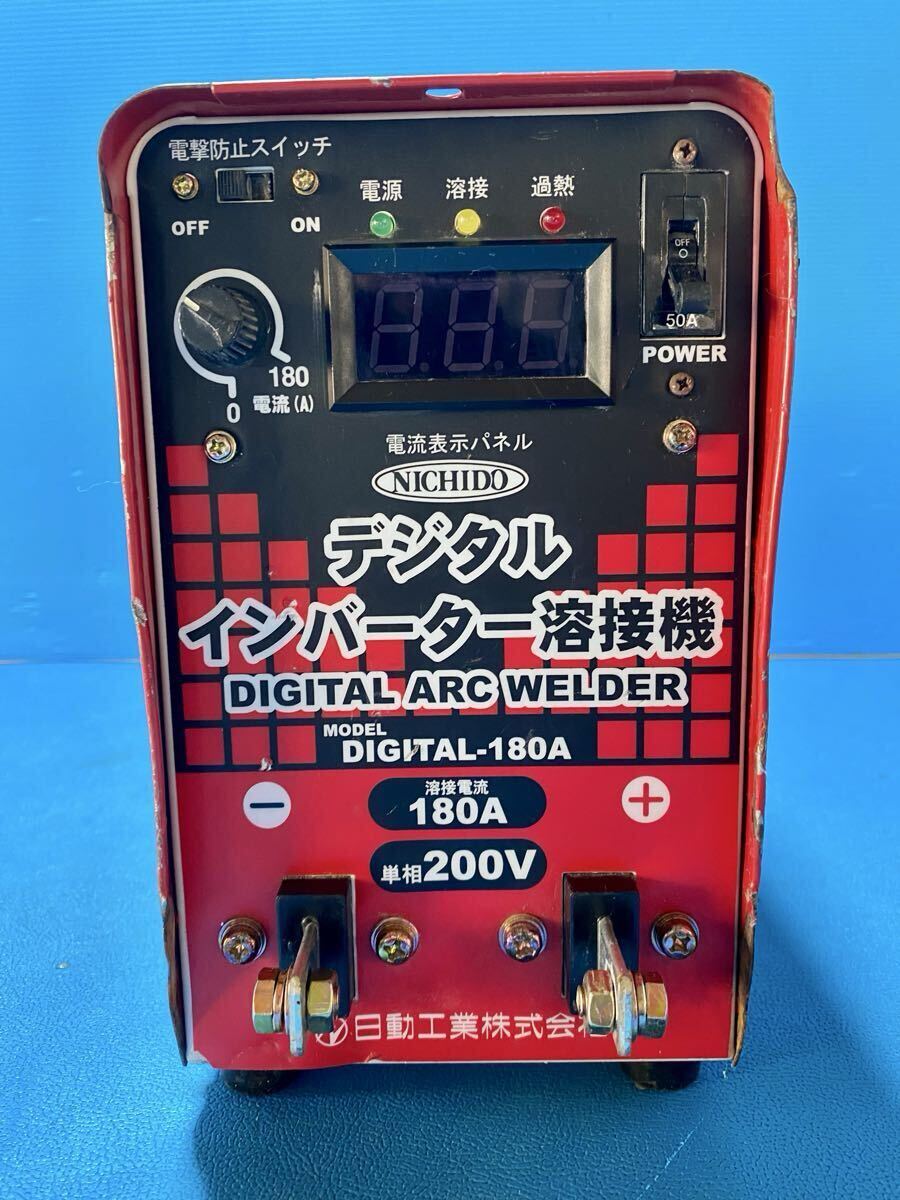 電撃防止スイッチ
OFF ON
電源 溶接 過熱
OFF
50A
POWER
0 180
電流(A)
電流表示パネル
NICHIDO
デジタル
インバーター溶接機
DIGITAL ARC WELDER
MODEL
DIGITAL-180A
− +
溶接電流
180A
単相200V
日動工業株式会